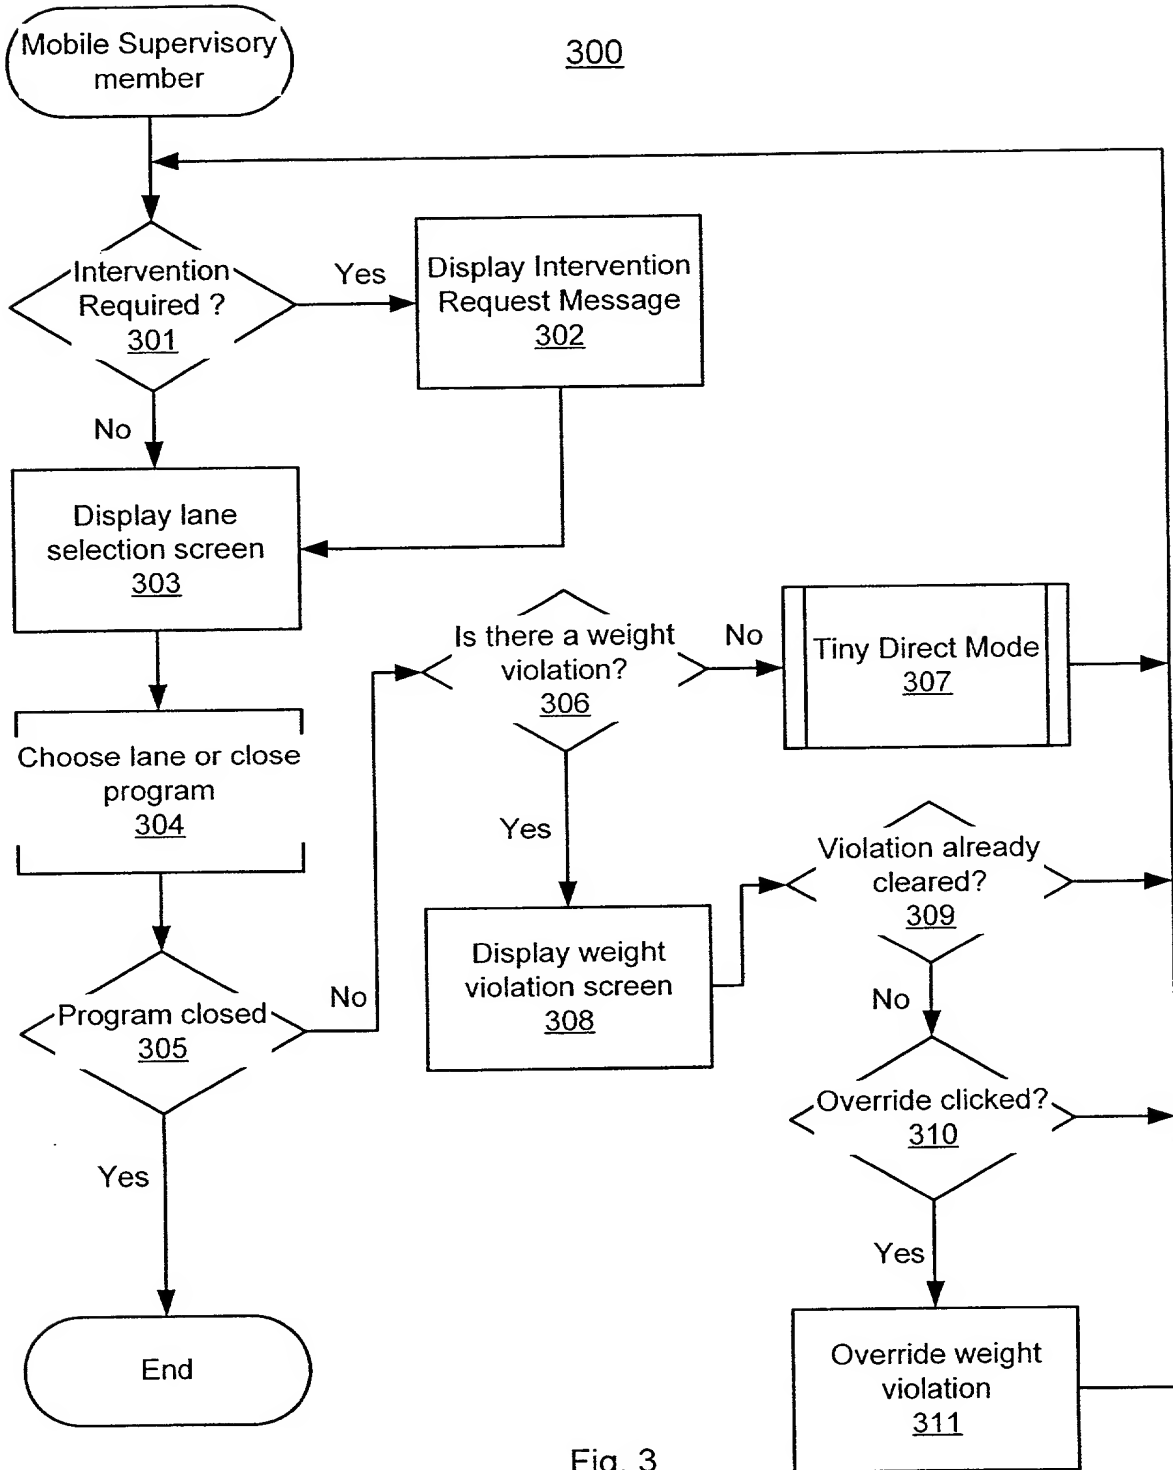 Mobile Supervisory
member
300
Intervention
Required ?
301
Yes
Display Intervention
Request Message
302
No
Display lane
selection screen
303
Is there a weight
violation?
306
No
Tiny Direct Mode
307
Choose lane or close
program
304
Yes
Violation already
cleared?
309
Display weight
violation screen
308
No
Program closed
305
No
Override clicked?
310
Yes
Yes
End
Override weight
violation
311
Fig. 3